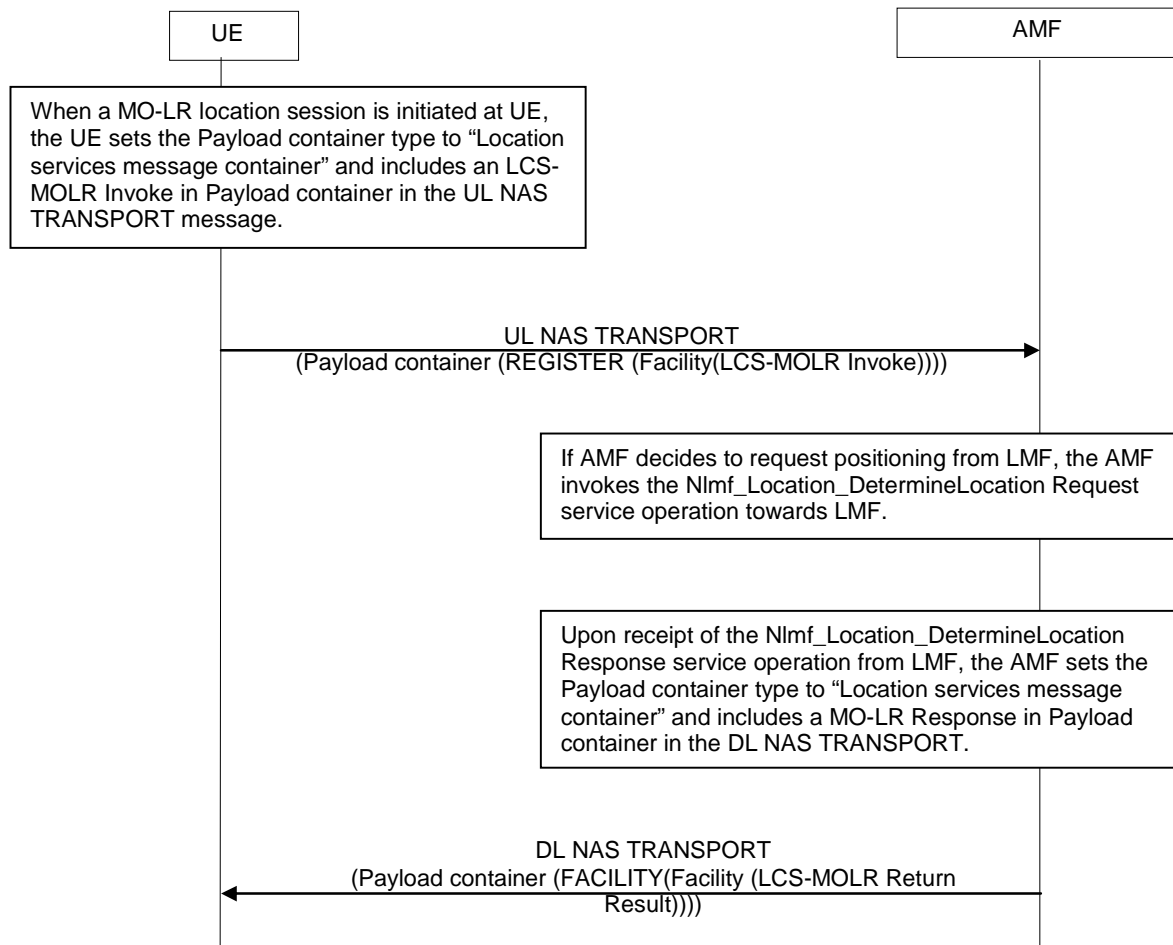 UE
AMF
When a MO-LR location session is initiated at UE,
the UE sets the Payload container type to “Location
services message container” and includes an LCS-
MOLR Invoke in Payload container in the UL NAS
TRANSPORT message.
UL NAS TRANSPORT
(Payload container (REGISTER (Facility(LCS-MOLR Invoke))))
If AMF decides to request positioning from LMF, the AMF
invokes the Nlmf_Location_DetermineLocation Request
service operation towards LMF.
Upon receipt of the Nlmf_Location_DetermineLocation
Response service operation from LMF, the AMF sets the
Payload container type to “Location services message
container” and includes a MO-LR Response in Payload
container in the DL NAS TRANSPORT.
DL NAS TRANSPORT
(Payload container (FACILITY(Facility (LCS-MOLR Return
Result))))